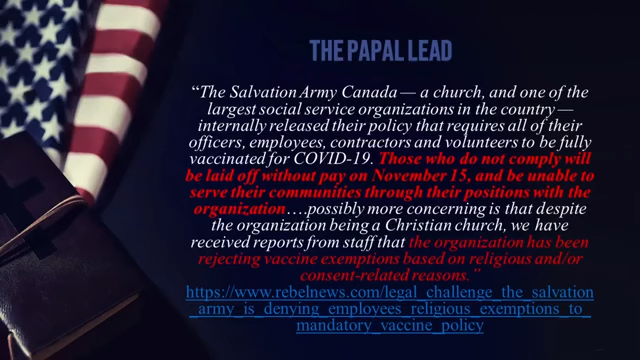 THE PAPAL LEAD
“The Salvation Army Canada — a church, and one of the
largest social service organizations in the country —
internally released their policy that requires all of their
officers, employees, contractors and volunteers to be fully
vaccinated for COVID-19. Those who do not comply will
be laid off without pay on November 15, and be unable to
serve their communities through their positions with the
organization….possibly more concerning is that despite
the organization being a Christian church, we have
received reports from staff that the organization has been
rejecting vaccine exemptions based on religious and/or
consent-related reasons.”
https://www.rebelnews.com/legal_challenge_the_salvation
_army_is_denying_employees_religious_exemptions_to_
mandatory_vaccine_policy